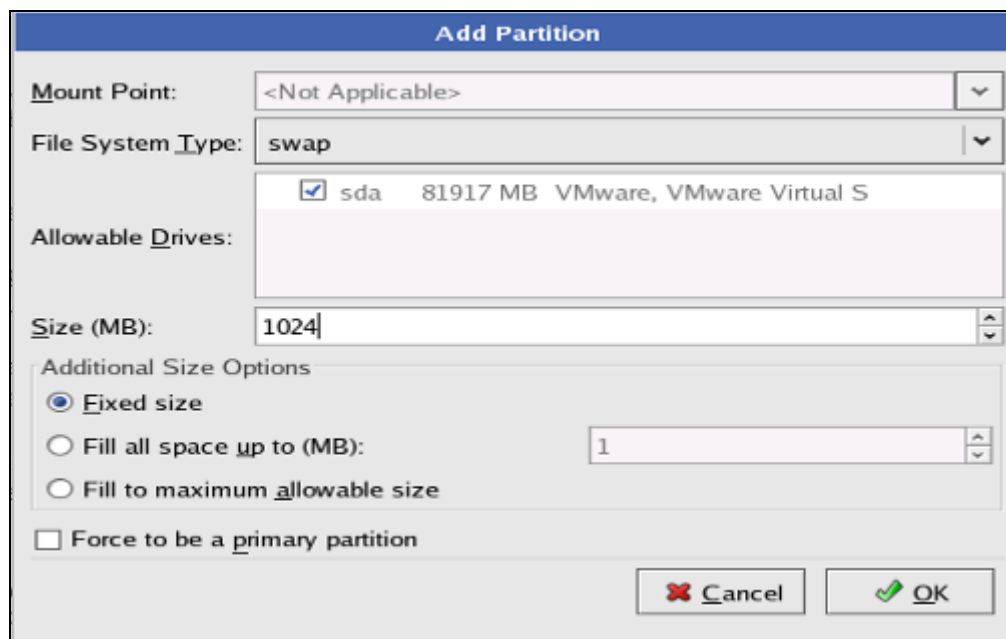 Add Partition
Mount Point: <Not Applicable>
File System Type: swap
sda 81917 MB VMware, VMware Virtual S
Allowable Drives:
Size (MB): 1024
Additional Size Options
Fixed size
Fill all space up to (MB): 1
Fill to maximum allowable size
Force to be a primary partition
Cancel OK